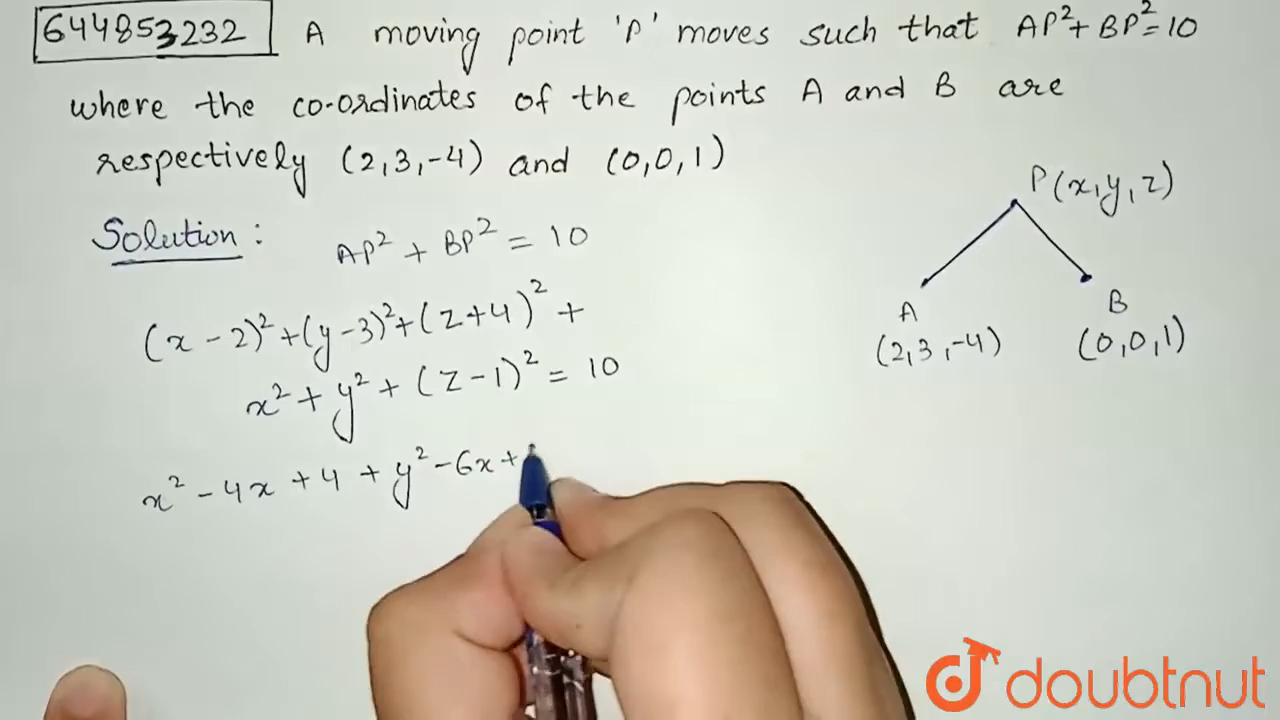 644853232 A moving point 'P' moves such that AP²+BP²=10
where the co-ordinates of the points A and B are
respectively (2,3,-4) and (0,0,1)
P(x,y,z)
Solution: AP² + BP² = 10
(x-2)²+(y-3)²+(z+4)²+
A B
(2,3,-4) (0,0,1)
x²+y²+(z-1)²=10
x²-4x+4+y²-6x+
doubtnut